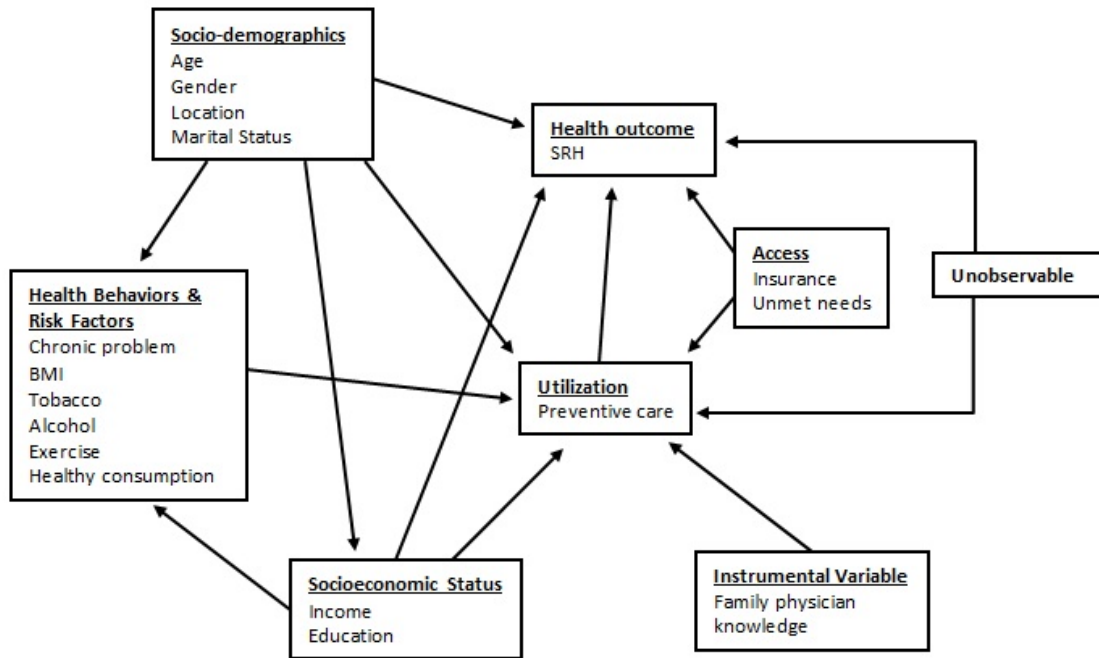 Socio-demographics
Age
Gender
Location
Marital Status
Health outcome
SRH
Access
Insurance
Unmet needs
Unobservable
Health Behaviors &
Risk Factors
Chronic problem
BMI
Tobacco
Alcohol
Exercise
Healthy consumption
Utilization
Preventive care
Socioeconomic Status
Income
Education
Instrumental Variable
Family physician
knowledge